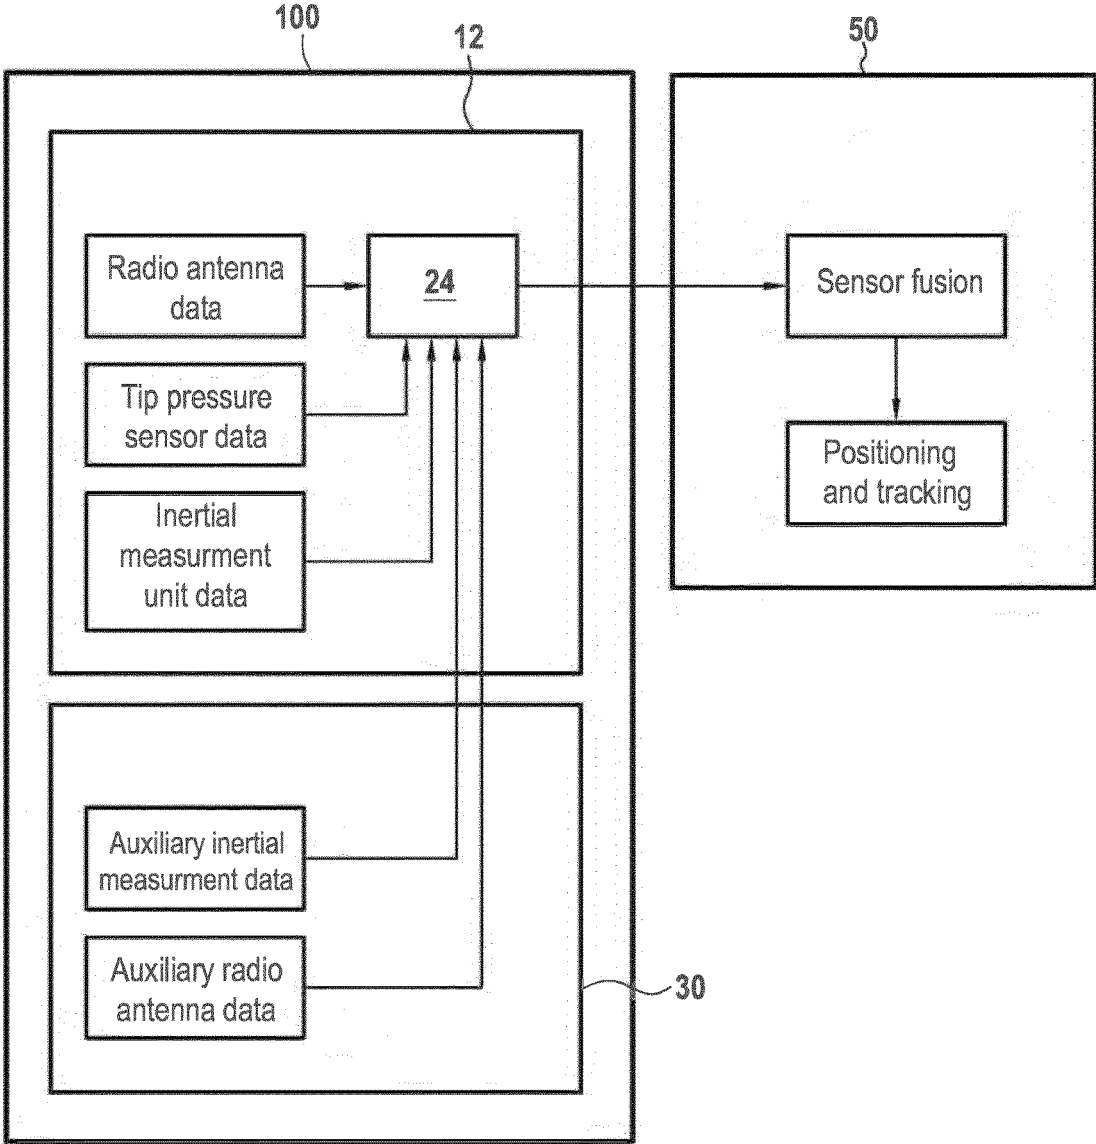 100
12
50
Radio antenna
data
24
Sensor fusion
Tip pressure
sensor data
Positioning
and tracking
Inertial
measurment
unit data
Auxiliary inertial
measurment data
Auxiliary radio
antenna data
30